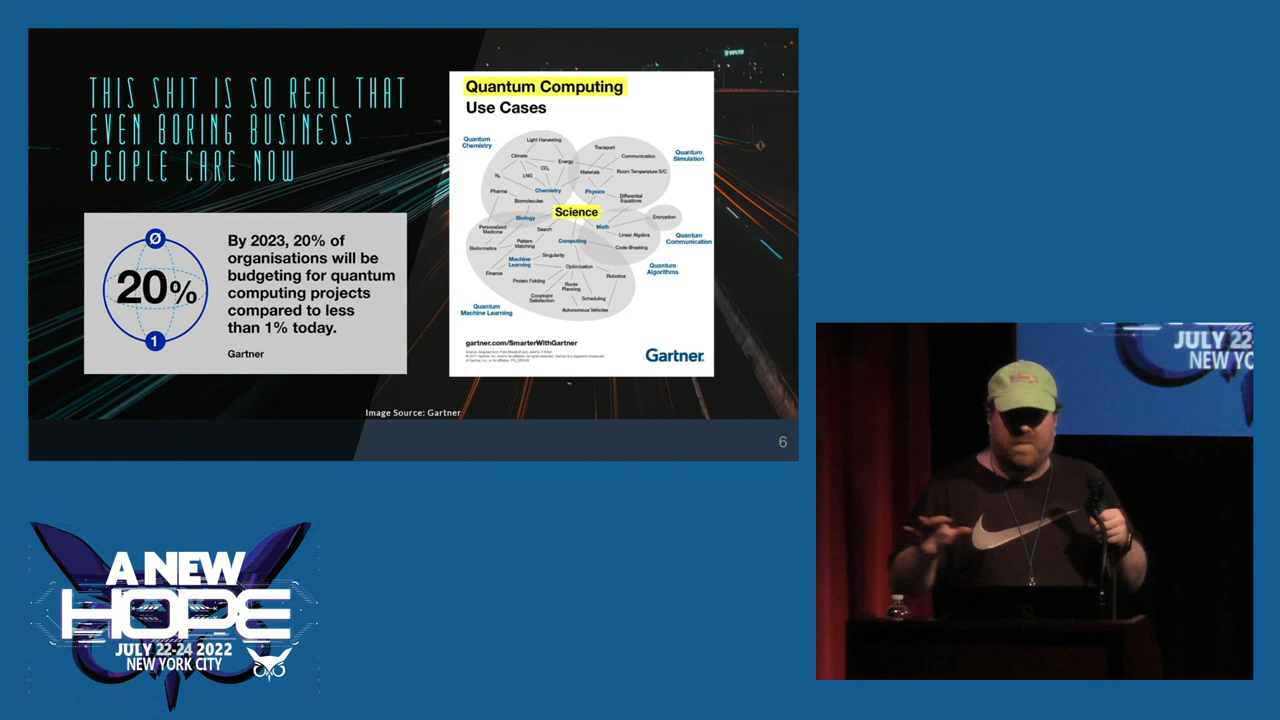 THIS SHIT IS SO REAL THAT
EVEN BORING BUSINESS
PEOPLE CARE NOW
0
20%
1
By 2023, 20% of
organisations will be
budgeting for quantum
computing projects
compared to less
than 1% today.
Gartner
Quantum Computing
Use Cases
Quantum
Chemistry
Light Harvesting
Climate
Energy
CO₂
N₂
LNG
Pharma
Chemistry
Biomolecules
Transport
Communication
Materials
Room Temperature S/C
Physics
Differential
Equations
Quantum
Simulation
Science
Biology
Math
Encryption
Personalized
Medicine
Search
Linear Algebra
Quantum
Communication
Pattern
Matching
Computing
Code-Breaking
Bioformatics
Machine
Learning
Singularity
Optimization
Quantum
Algorithms
Finance
Robotics
Protein Folding
Route
Planning
Constraint
Satisfaction
Scheduling
Autonomous Vehicles
Quantum
Machine Learning
gartner.com/SmarterWithGartner
Gartner
Image Source: Gartner
6
A NEW
HOPE
JULY 22-24 2022
NEW YORK CITY
JULY 22
NEW YO